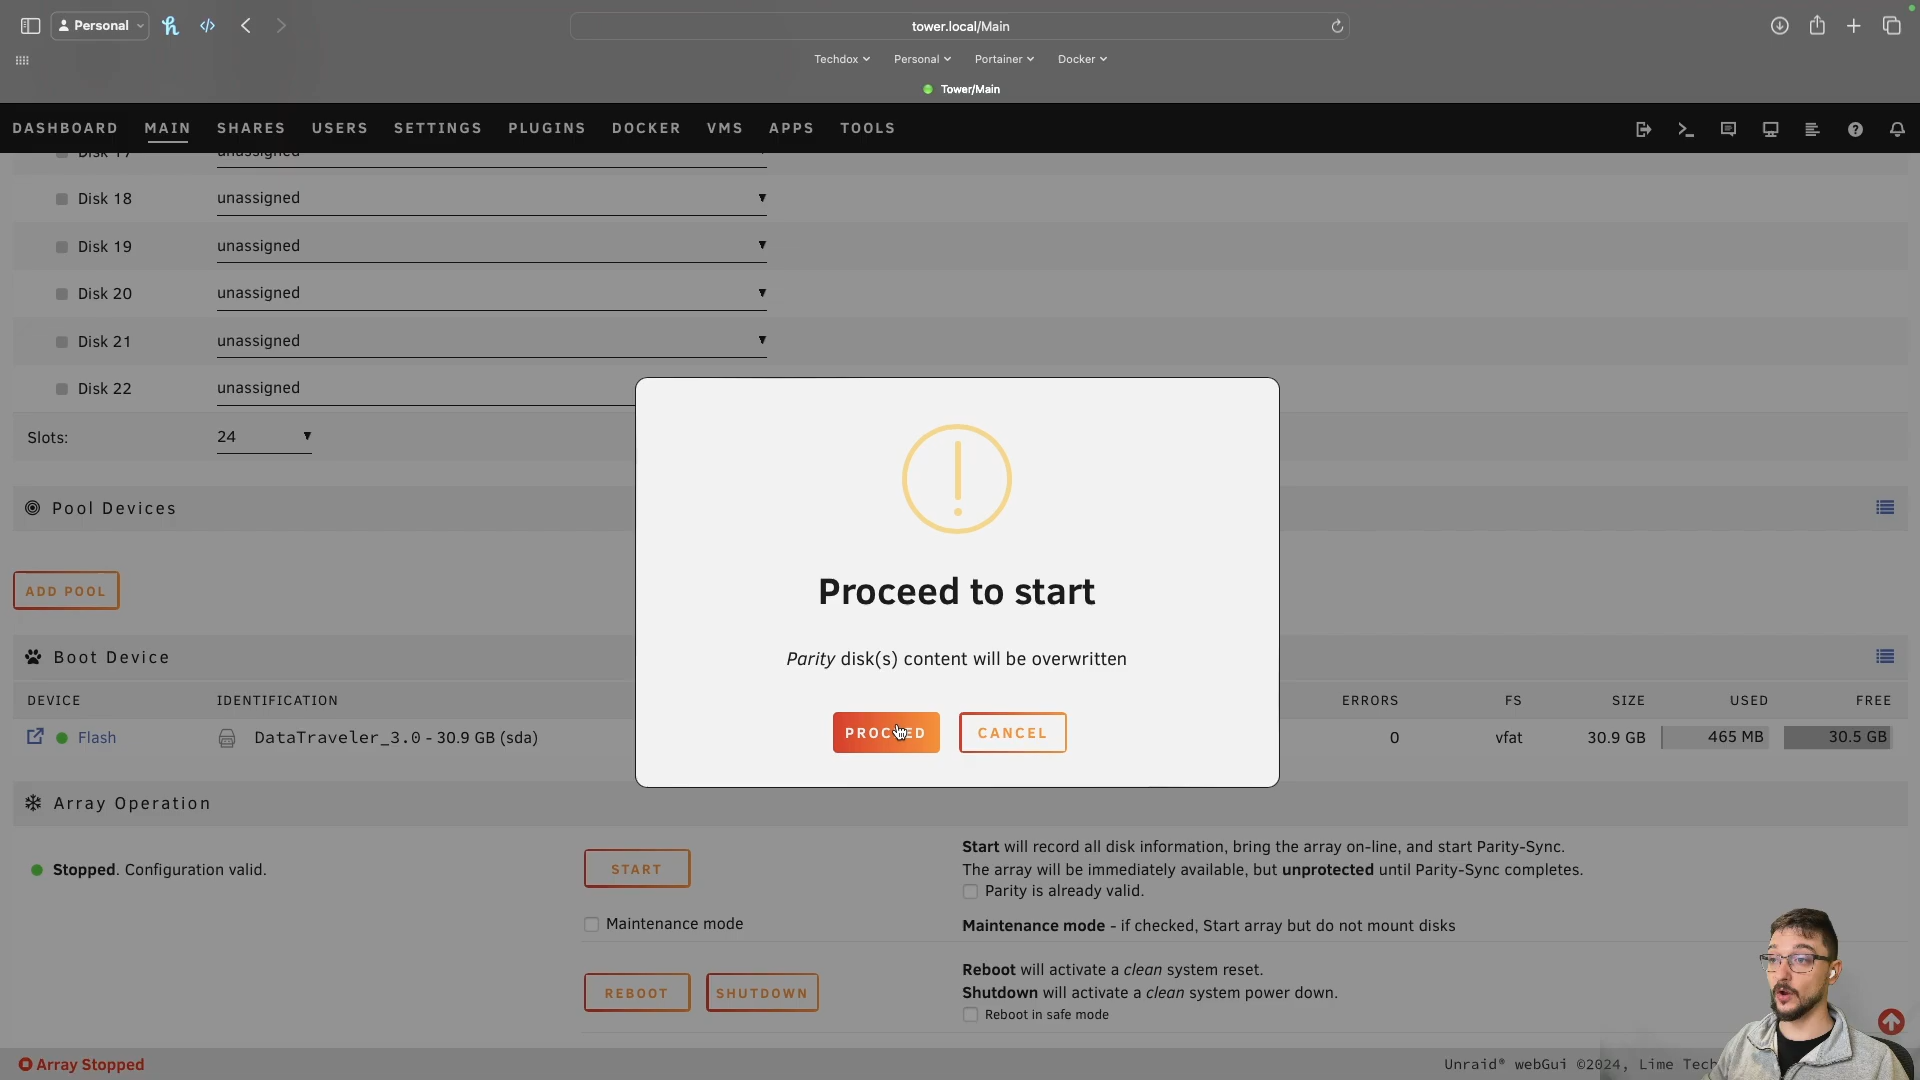 Personal
tower.local/Main
Techdox
Personal
Portainer
Docker
Tower/Main
DASHBOARD MAIN SHARES USERS SETTINGS PLUGINS DOCKER VMS APPS TOOLS
Disk 17 unassigned
Disk 18 unassigned
Disk 19 unassigned
Disk 20 unassigned
Disk 21 unassigned
Disk 22 unassigned
Slots: 24
Pool Devices
ADD POOL
Boot Device
DEVICE IDENTIFICATION ERRORS FS SIZE USED FREE
Flash DataTraveler_3.0 - 30.9 GB (sda) 0 vfat 30.9 GB 465 MB 30.5 GB
Proceed to start
Parity disk(s) content will be overwritten
PROCEED CANCEL
Array Operation
Stopped. Configuration valid.
START
Start will record all disk information, bring the array on-line, and start Parity-Sync.
The array will be immediately available, but unprotected until Parity-Sync completes.
Parity is already valid.
Maintenance mode
Maintenance mode - if checked, Start array but do not mount disks
REBOOT SHUTDOWN
Reboot will activate a clean system reset.
Shutdown will activate a clean system power down.
Reboot in safe mode
Array Stopped
Unraid® webGui ©2024, Lime Tech